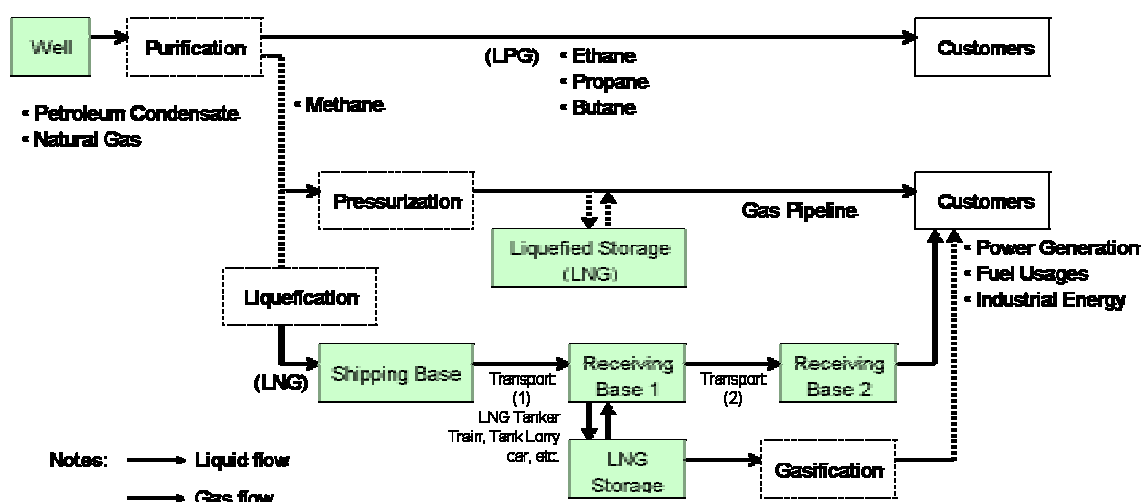 Well
Purification
Customers
(LPG)
• Ethane
• Propane
• Butane
• Methane
• Petroleum Condensate
• Natural Gas
Pressurization
Gas Pipeline
Customers
Liquefied Storage
(LNG)
• Power Generation
• Fuel Usages
• Industrial Energy
Liquefication
(LNG)
Shipping Base
Transport
(1)
LNG Tanker
Train, Tank Lorry
car, etc.
Receiving
Base 1
Transport
(2)
Receiving
Base 2
LNG
Storage
Gasification
Notes:
Liquid flow
Gas flow